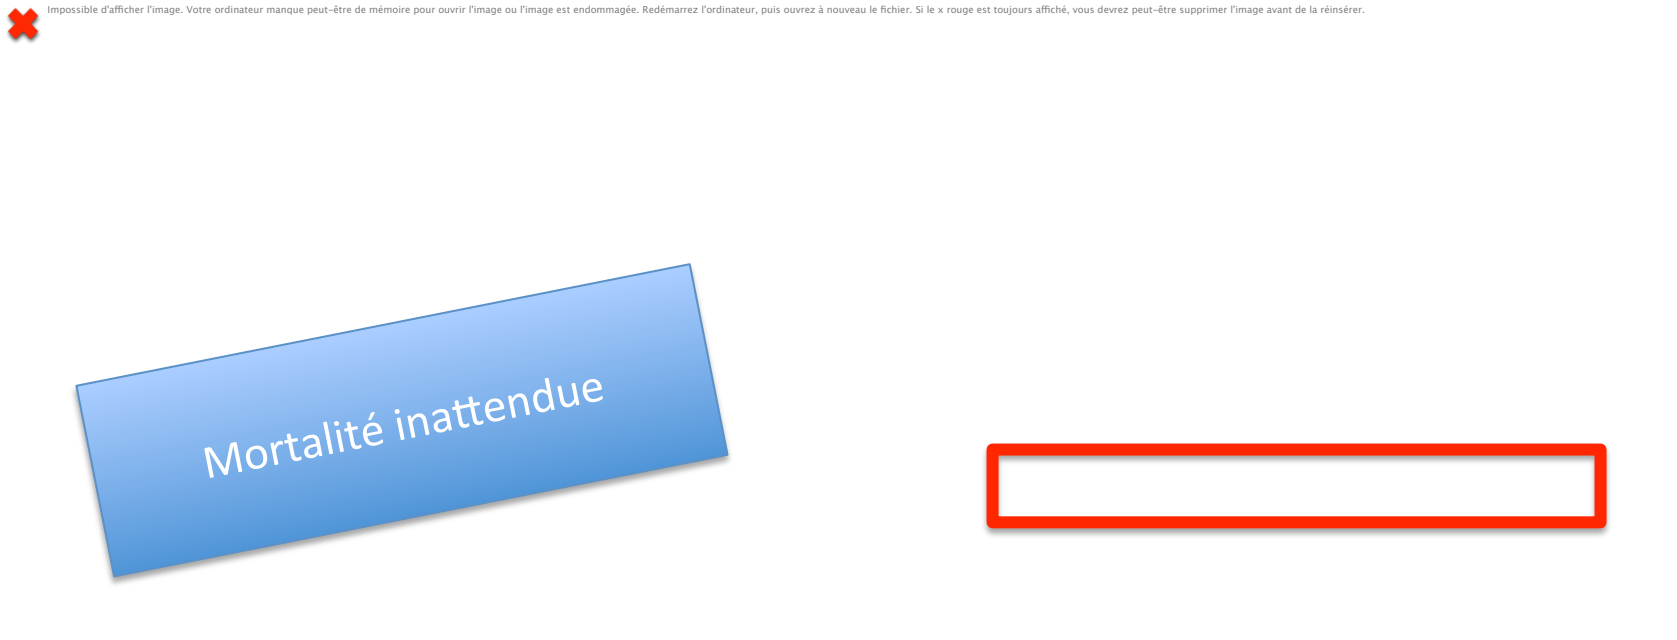 Impossible d'afficher l'image. Votre ordinateur manque peut-être de mémoire pour ouvrir l'image ou l'image est endommagée. Redémarrez l'ordinateur, puis ouvrez à nouveau le fichier. Si le x rouge est toujours affiché, vous devrez peut-être supprimer l'image avant de la réinsérer.
Mortalité inattendue